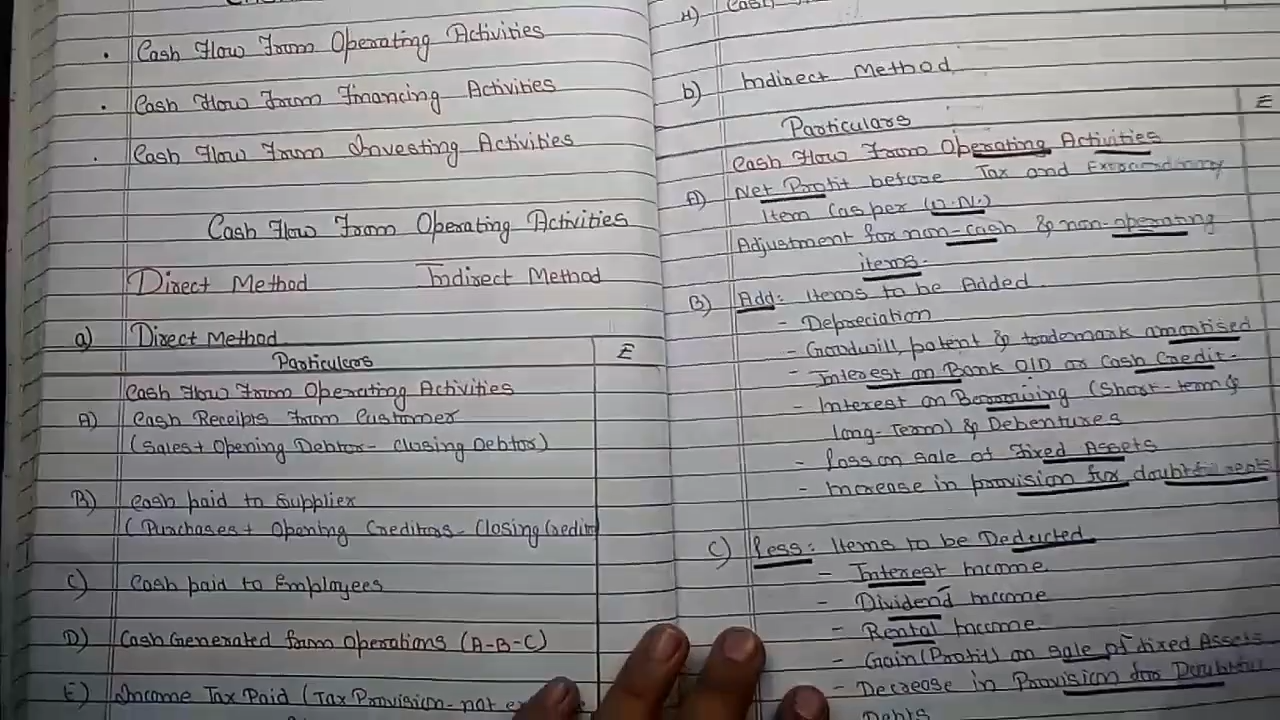 · Cash Flow From Operating Activities
· Cash Flow From Financing Activities
· Cash Flow From Investing Activities
Cash Flow From Operating Activities
Direct Method Indirect Method
a) Direct Method
Particulars ₹
Cash Flow From Operating Activities
A) Cash Receipts From Customer
(Sales+ Opening Debtor- Closing Debtor)
B) Cash paid to Supplier
(Purchases+ Opening Creditors- Closing Creditor
C) Cash paid to Employees
D) Cash Generated from Operations (A-B-C)
E) Income Tax Paid (Tax Provision- not
H) Cash
b) Indirect Method
Particulars ₹
Cash Flow From Operating Activities
A) Net Profit before Tax and Extraordinary
Item (as per W.N.)
Adjustment for non-cash & non-operating
items.
B) Add: Items to be Added
- Depreciation
- Goodwill, patent & trademark amortised
- Interest on Bank O/D or Cash Credit-
- Interest on Borrowing (Short-term &
long-Term) & Debentures
- Loss on sale of Fixed Assets
- Increase in provision for doubt
C) Less: Items to be Deducted
- Interest Income
- Dividend Income
- Rental Income
- Gain (Profit) on sale of fixed Assets
- Decrease in Provision for Doubtful
Debts